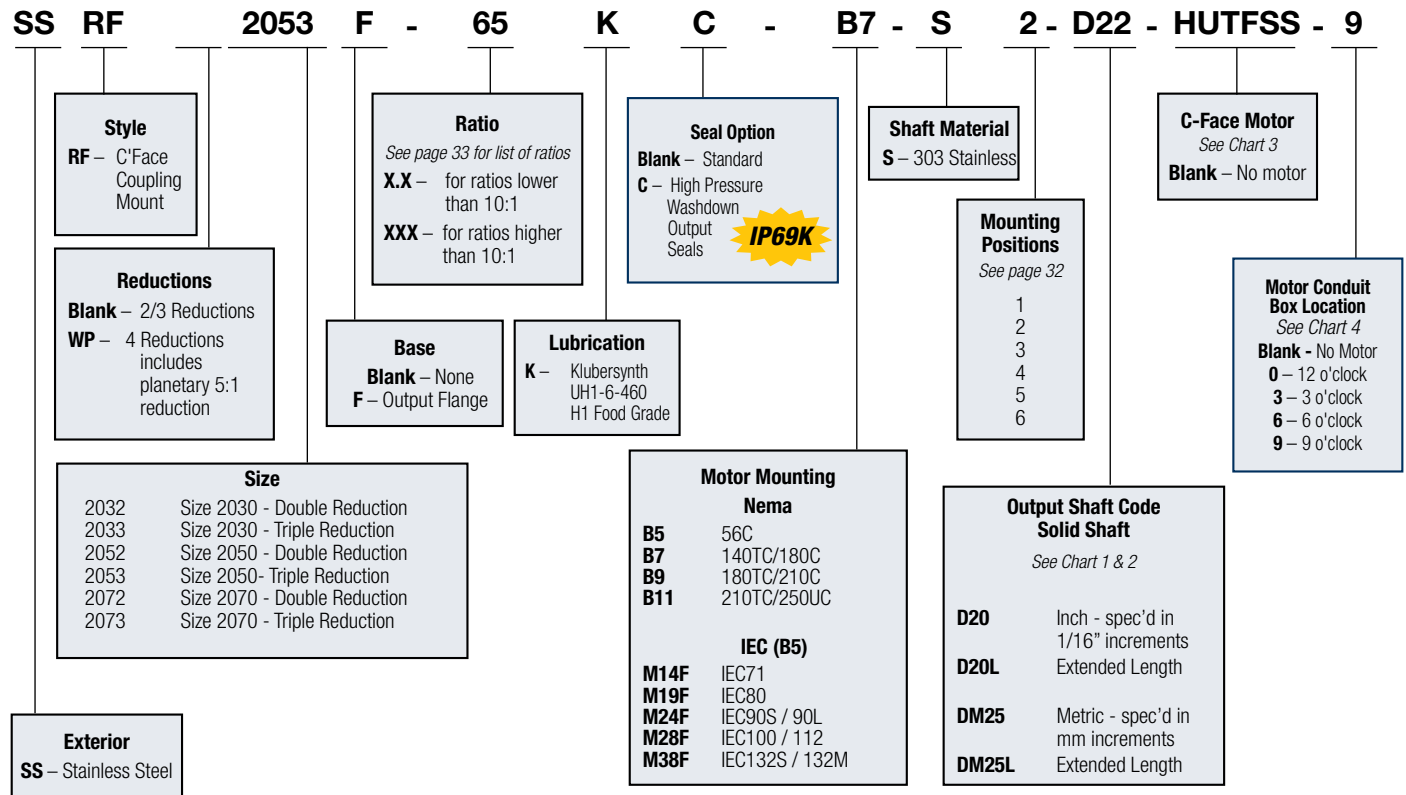 SS RF 2053 F - 65 K C - B7 - S 2 - D22 - HUTFSS - 9
Style
RF – C'Face
Coupling
Mount
Reductions
Blank – 2/3 Reductions
WP – 4 Reductions
includes
planetary 5:1
reduction
Size
2032 Size 2030 - Double Reduction
2033 Size 2030 - Triple Reduction
2052 Size 2050 - Double Reduction
2053 Size 2050- Triple Reduction
2072 Size 2070 - Double Reduction
2073 Size 2070 - Triple Reduction
Exterior
SS – Stainless Steel
Ratio
See page 33 for list of ratios
X.X – for ratios lower
than 10:1
XXX – for ratios higher
than 10:1
Base
Blank – None
F – Output Flange
Lubrication
K – Klubersynth
UH1-6-460
H1 Food Grade
Seal Option
Blank – Standard
C – High Pressure
Washdown
Output
Seals
IP69K
Motor Mounting
Nema
B5 56C
B7 140TC/180C
B9 180TC/210C
B11 210TC/250UC
IEC (B5)
M14F IEC71
M19F IEC80
M24F IEC90S / 90L
M28F IEC100 / 112
M38F IEC132S / 132M
Shaft Material
S – 303 Stainless
Mounting
Positions
See page 32
1
2
3
4
5
6
Output Shaft Code
Solid Shaft
See Chart 1 & 2
D20 Inch - spec’d in
1/16” increments
D20L Extended Length
DM25 Metric - spec’d in
mm increments
DM25L Extended Length
C-Face Motor
See Chart 3
Blank – No motor
Motor Conduit
Box Location
See Chart 4
Blank - No Motor
0 – 12 o'clock
3 – 3 o'clock
6 – 6 o'clock
9 – 9 o'clock